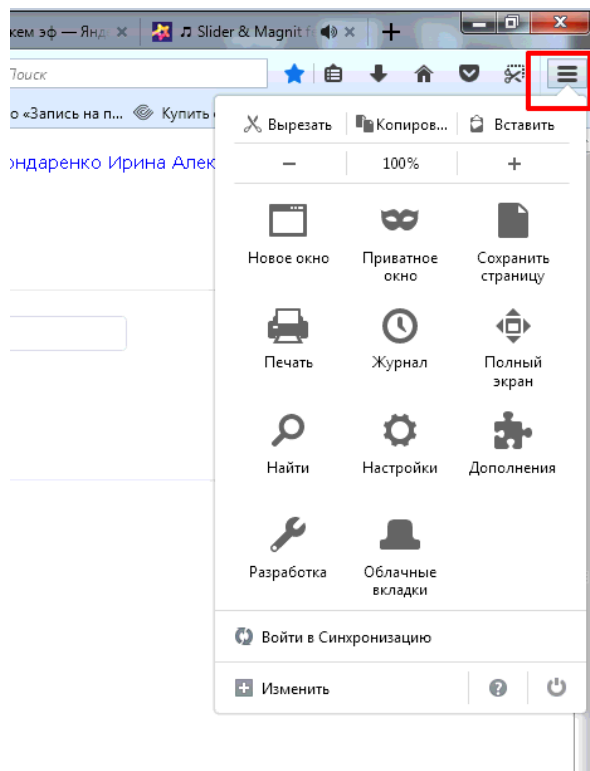 кем эф — Янд
♫ Slider & Magnit f
Поиск
о «Запись на п... Купить
ондаренко Ирина Алек
Вырезать Копиров... Вставить
− 100% +
Новое окно Приватное окно Сохранить страницу
Печать Журнал Полный экран
Найти Настройки Дополнения
Разработка Облачные вкладки
Войти в Синхронизацию
Изменить